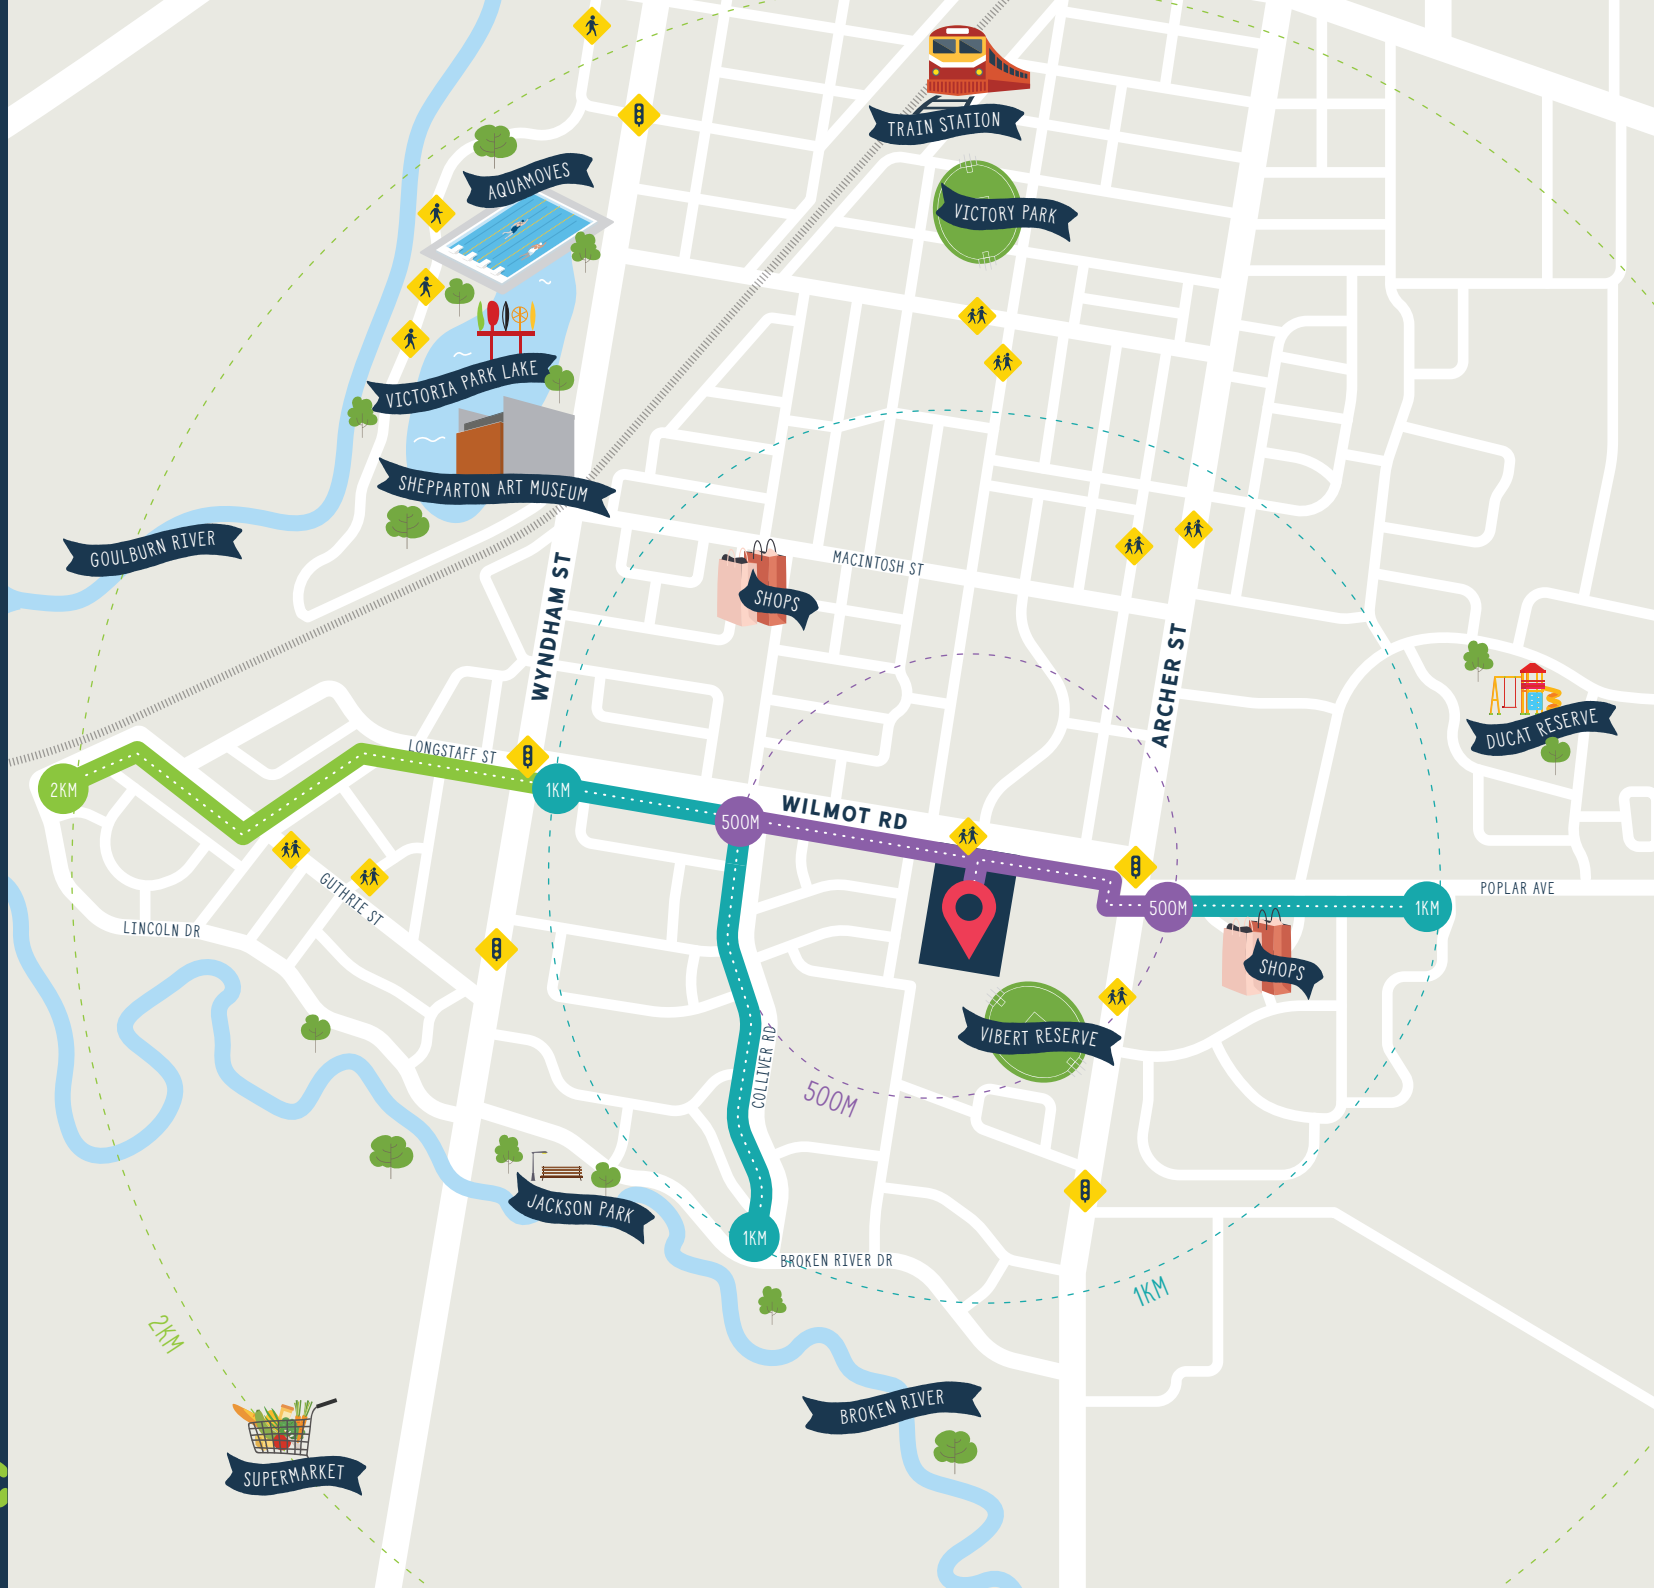 TRAIN STATION
AQUAMOVES
VICTORY PARK
VICTORIA PARK LAKE
SHEPPARTON ART MUSEUM
GOULBURN RIVER
MACINTOSH ST
SHOPS
WYNDHAM ST
ARCHER ST
DUCAT RESERVE
LONGSTAFF ST
2KM
1KM
500M
WILMOT RD
GUTHRIE ST
LINCOLN DR
500M
1KM
POPLAR AVE
SHOPS
VIBERT RESERVE
COLLIVER RD
500M
JACKSON PARK
1KM
BROKEN RIVER DR
1KM
2KM
BROKEN RIVER
SUPERMARKET